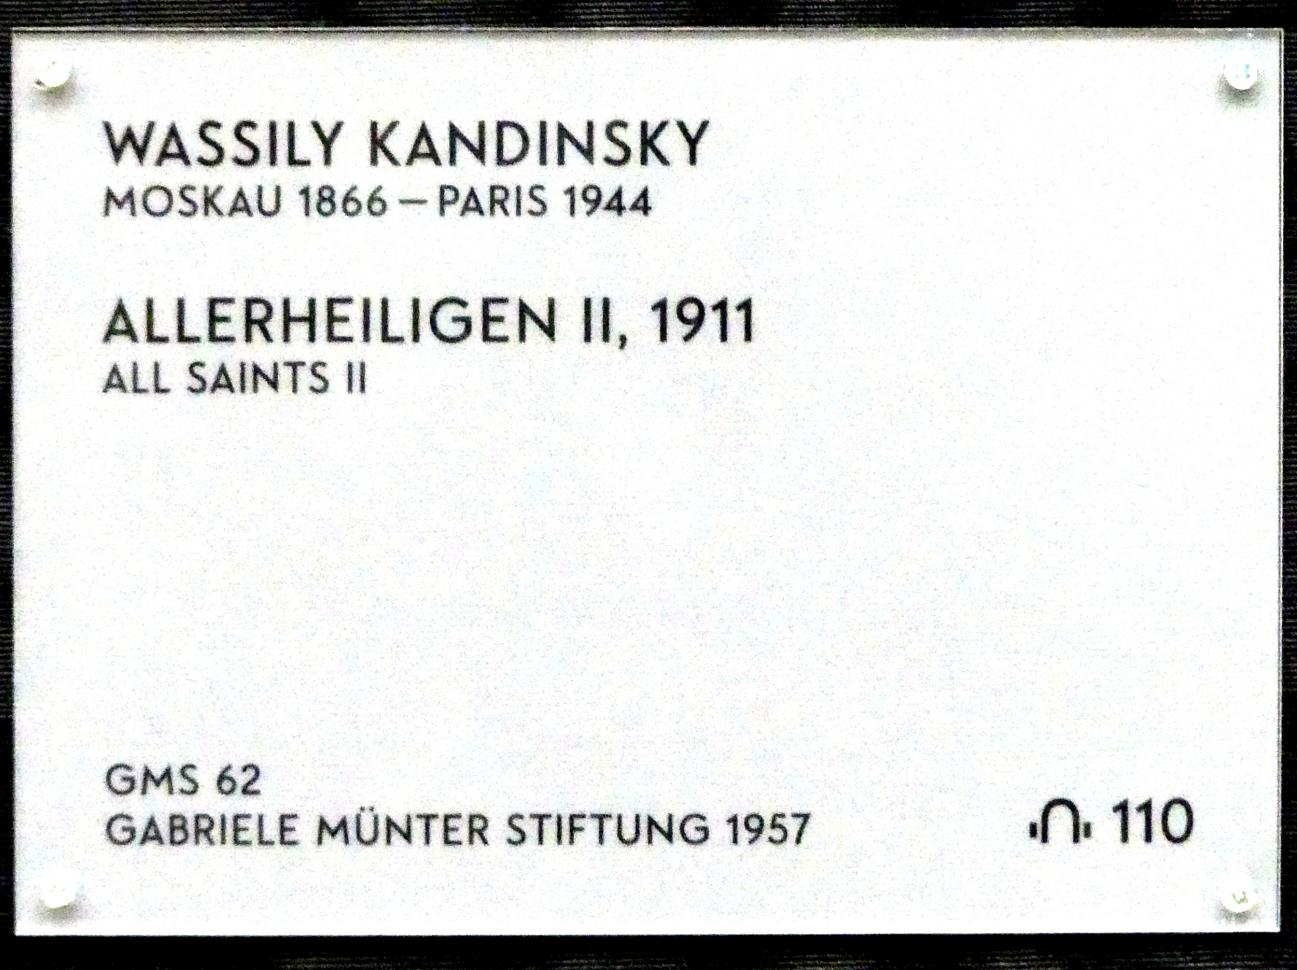 WASSILY KANDINSKY
MOSKAU 1866 – PARIS 1944
ALLERHEILIGEN II, 1911
ALL SAINTS II
GMS 62
GABRIELE MÜNTER STIFTUNG 1957
110